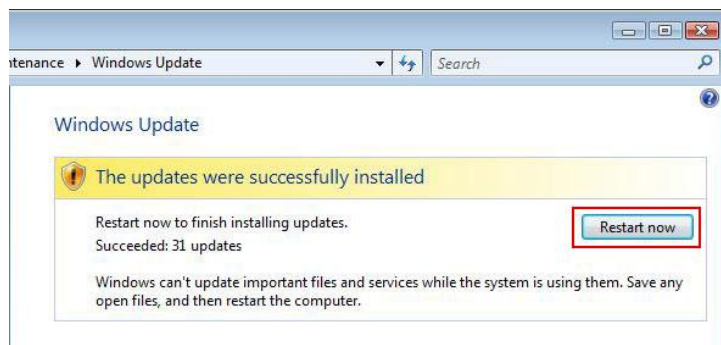 ntenance ▸ Windows Update
Search
Windows Update
The updates were successfully installed
Restart now to finish installing updates.
Restart now
Succeeded: 31 updates
Windows can't update important files and services while the system is using them. Save any
open files, and then restart the computer.